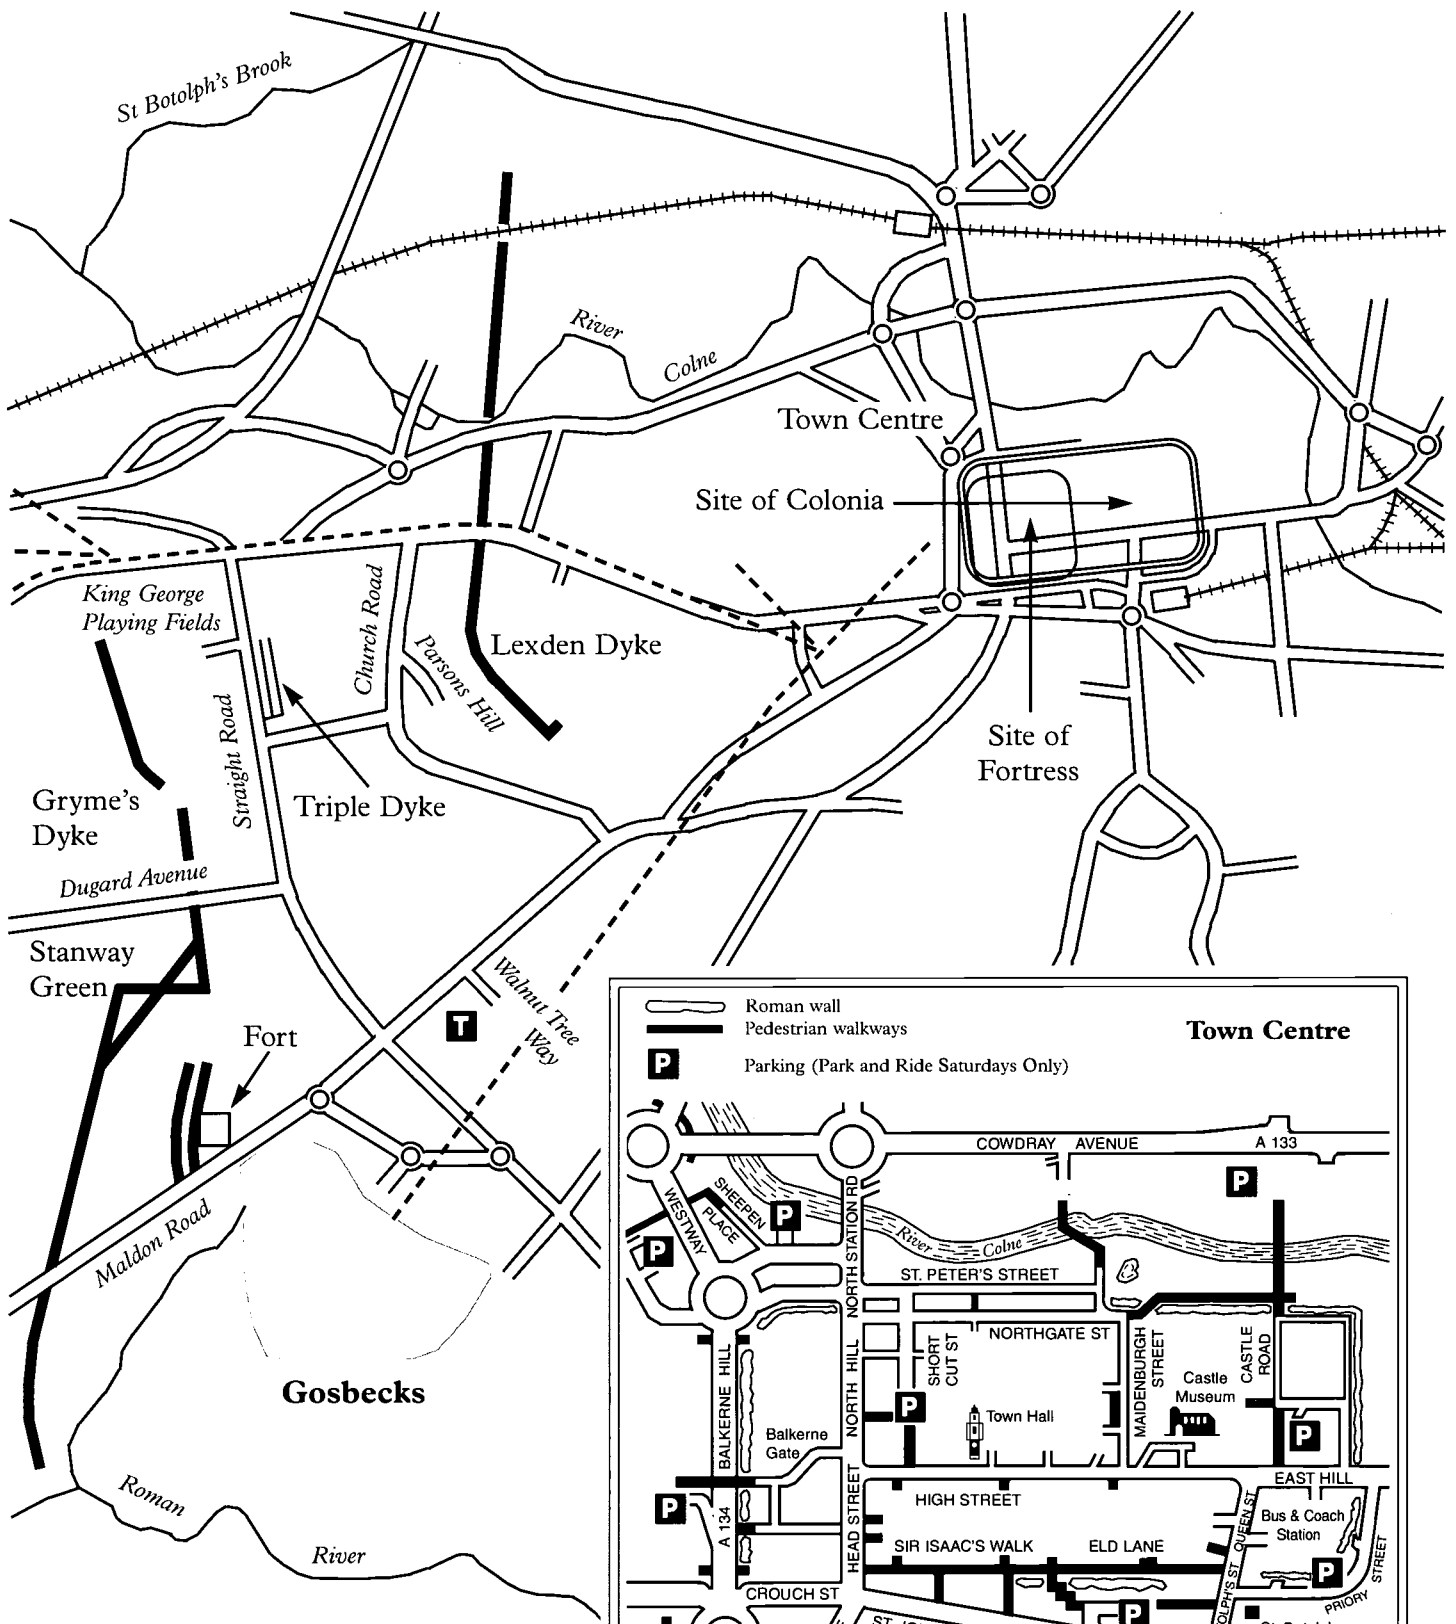 St Botolph's Brook
River
Colne
Town Centre
Site of Colonia
King George
Playing Fields
Church Road
Parsons Hill
Lexden Dyke
Straight Road
Site of
Fortress
Gryme's
Dyke
Triple Dyke
Dugard Avenue
Stanway
Green
Walnut Tree
Way
T
Fort
Maldon Road
Gosbecks
Roman
River
Roman wall
Pedestrian walkways
Town Centre
P
Parking (Park and Ride Saturdays Only)
COWDRAY AVENUE
A 133
P
SHEEPEN
PLACE
WESTWAY
P
P
NORTH STATION RD
River
Colne
ST. PETER'S STREET
NORTHGATE ST
SHORT
CUT ST
NORTH HILL
MAIDENBURGH
STREET
CASTLE
ROAD
Castle
Museum
BALKERNE HILL
P
Town Hall
P
Balkerne
Gate
EAST HILL
P
HIGH STREET
HEAD STREET
A 134
QUEEN ST
Bus & Coach
Station
SIR ISAAC'S WALK
ELD LANE
P
STREET
PRIORY
CROUCH ST
P